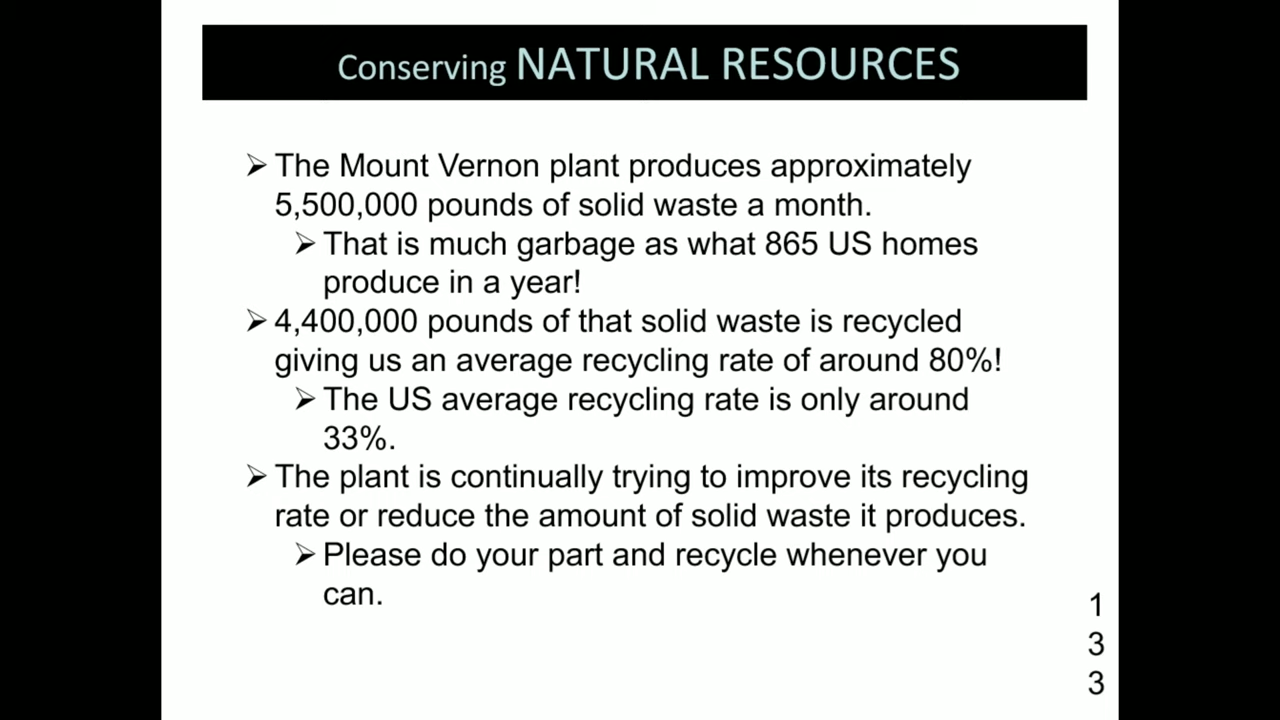 Conserving NATURAL RESOURCES
➢ The Mount Vernon plant produces approximately
5,500,000 pounds of solid waste a month.
➢ That is much garbage as what 865 US homes
produce in a year!
➢ 4,400,000 pounds of that solid waste is recycled
giving us an average recycling rate of around 80%!
➢ The US average recycling rate is only around
33%.
➢ The plant is continually trying to improve its recycling
rate or reduce the amount of solid waste it produces.
➢ Please do your part and recycle whenever you
can.
1
3
3